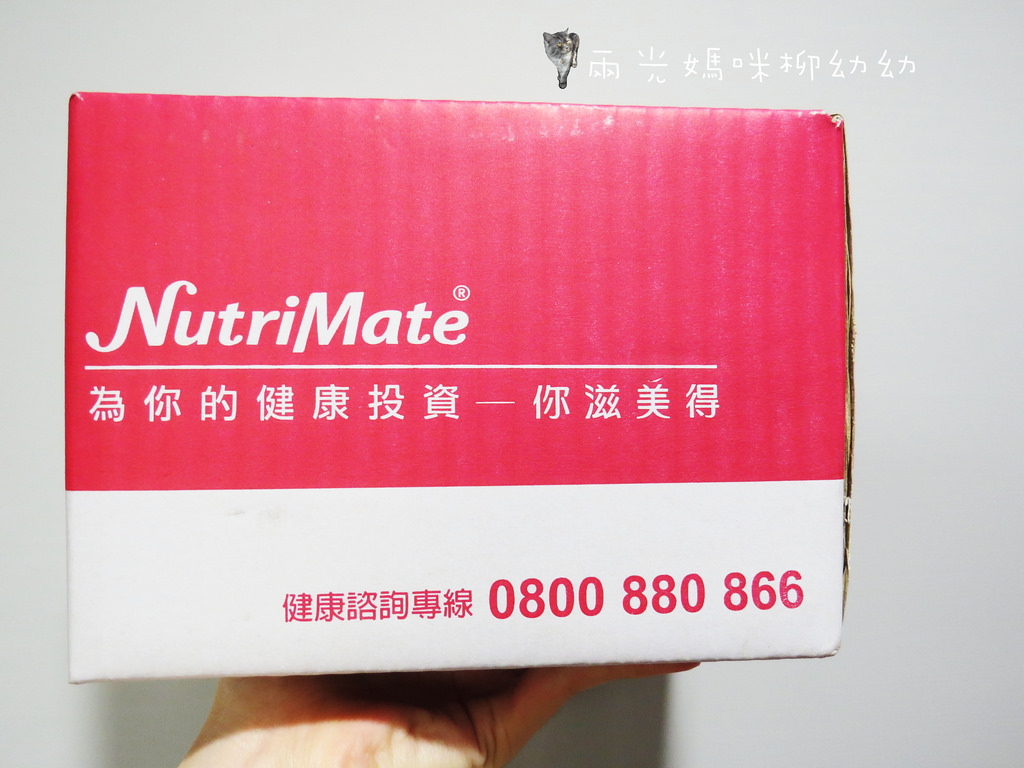 兩光媽咪柳幼幼
NutriMate®
為你的健康投資—你滋美得
健康諮詢專線 0800 880 866